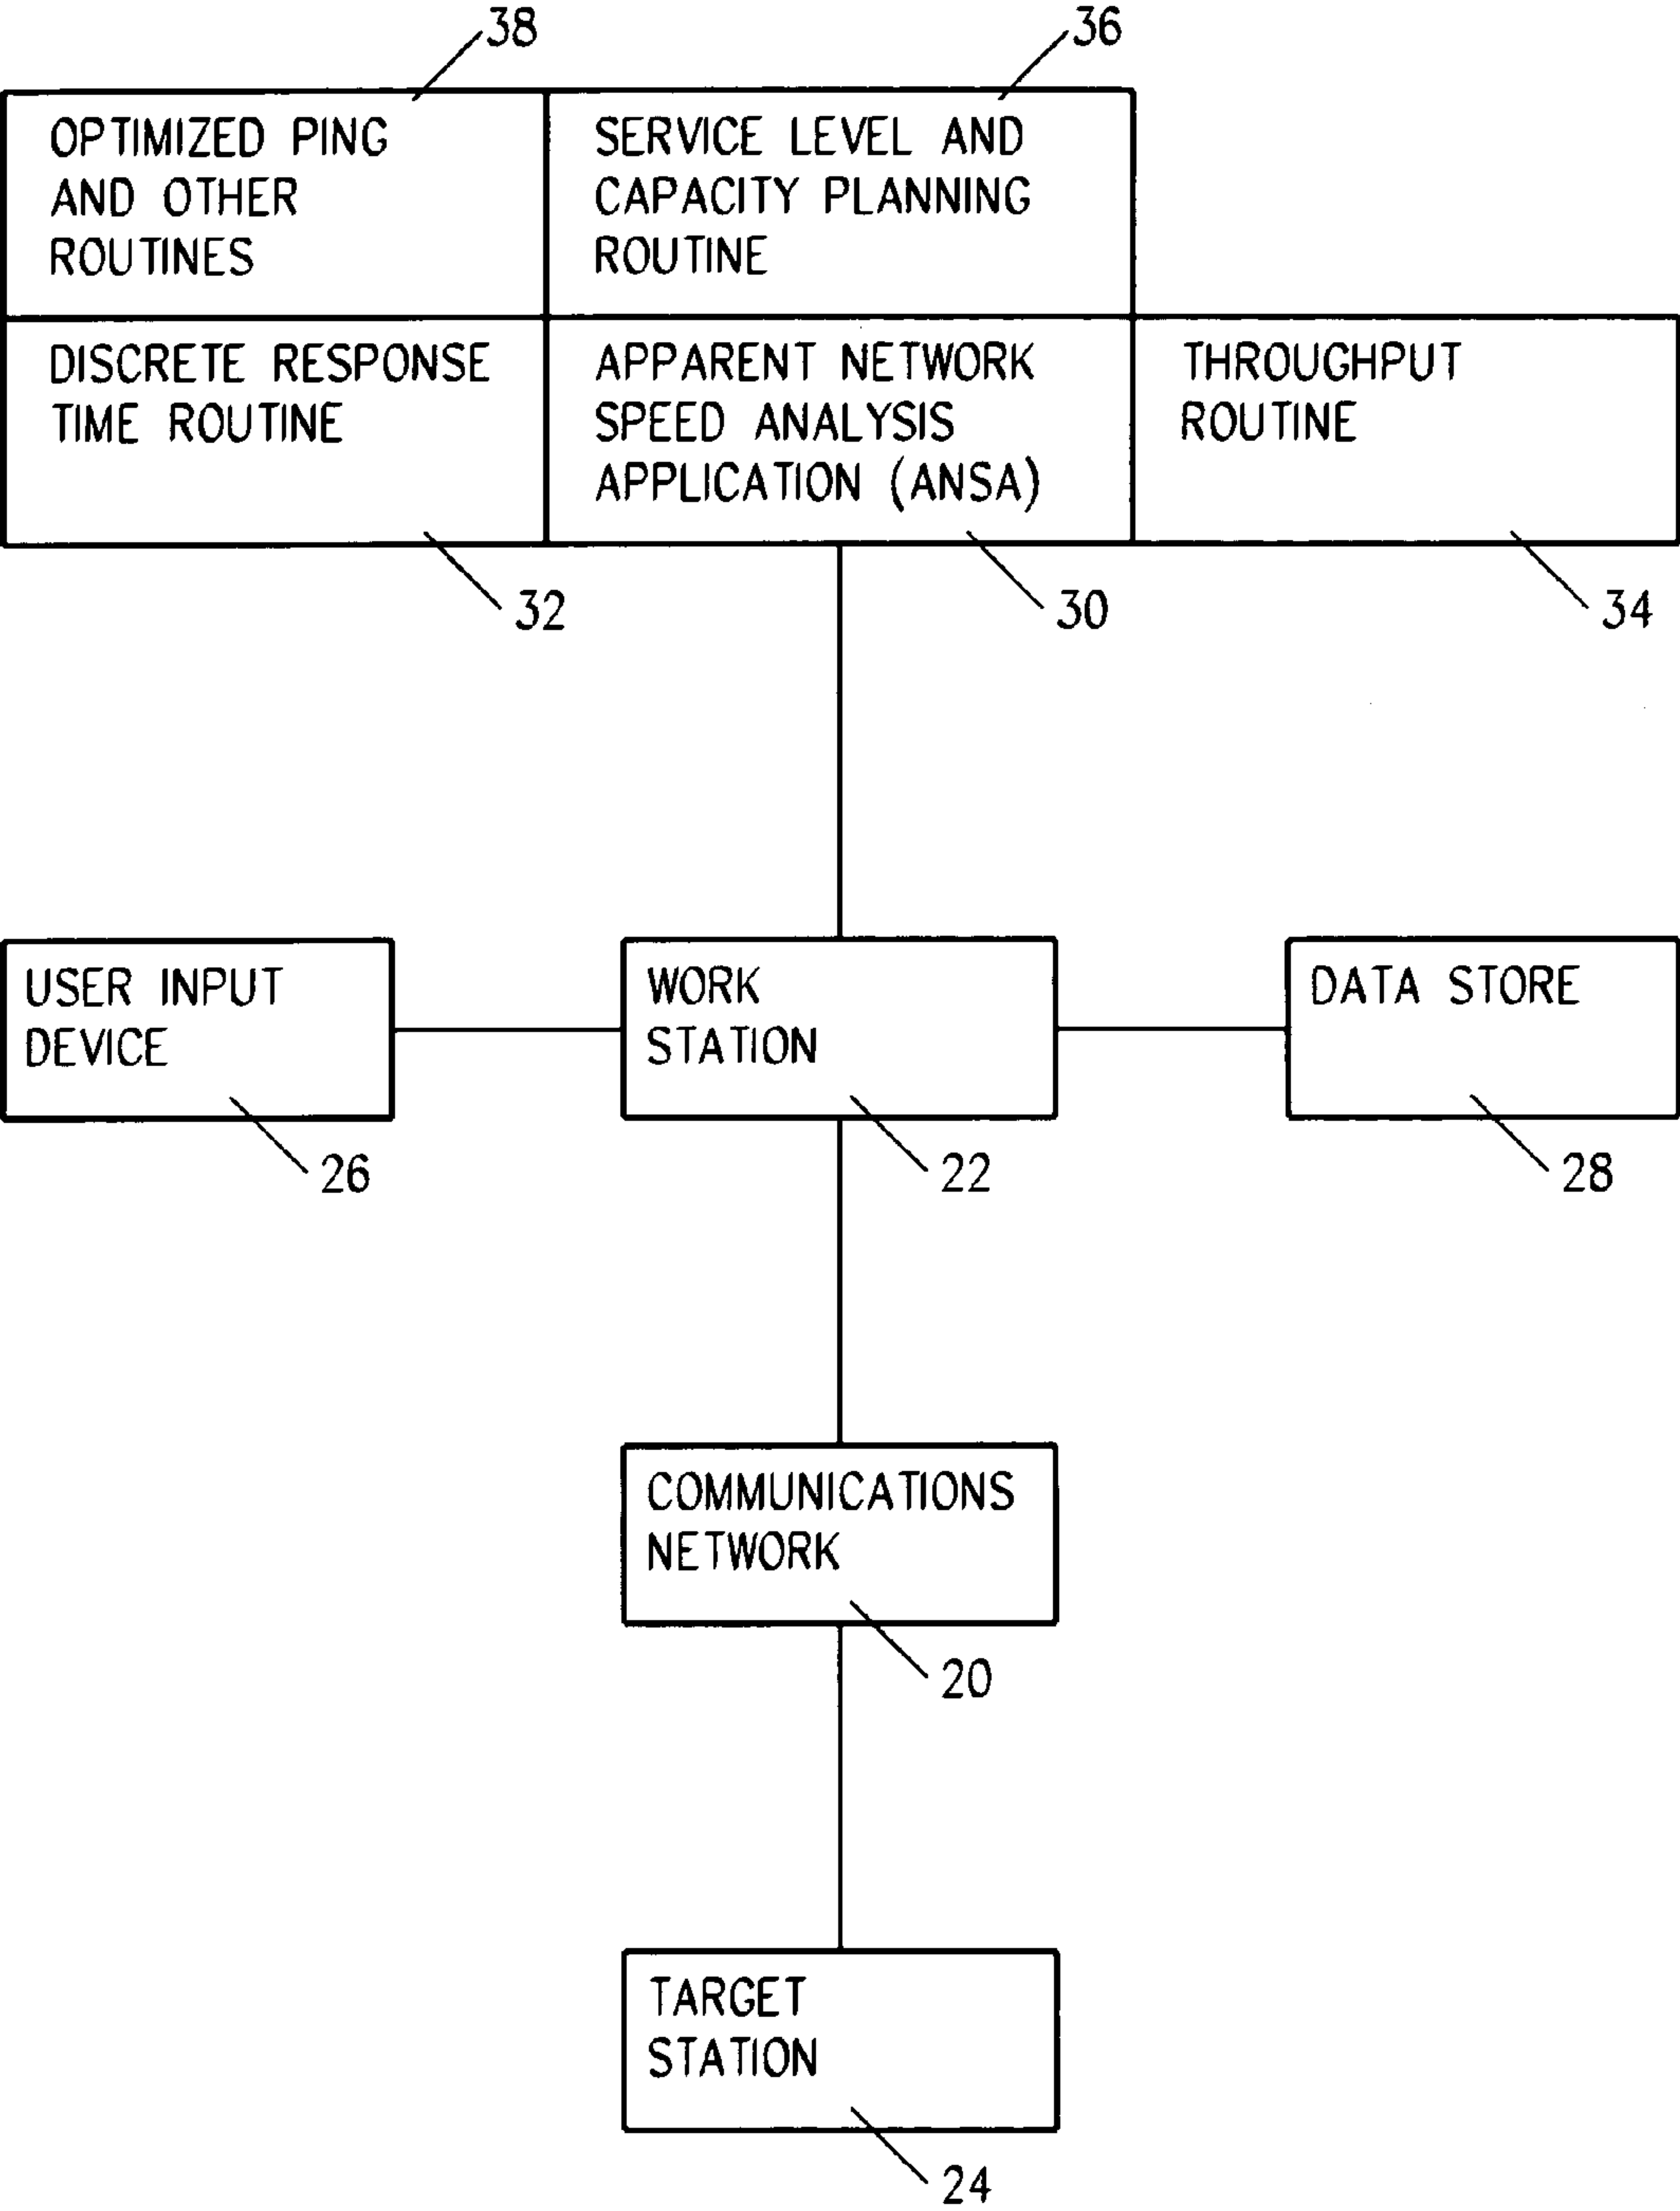 38
36
OPTIMIZED PING
AND OTHER
ROUTINES
SERVICE LEVEL AND
CAPACITY PLANNING
ROUTINE
DISCRETE RESPONSE
TIME ROUTINE
APPARENT NETWORK
SPEED ANALYSIS
APPLICATION (ANSA)
THROUGHPUT
ROUTINE
32
30
34
USER INPUT
DEVICE
WORK
STATION
DATA STORE
26
22
28
COMMUNICATIONS
NETWORK
20
TARGET
STATION
24